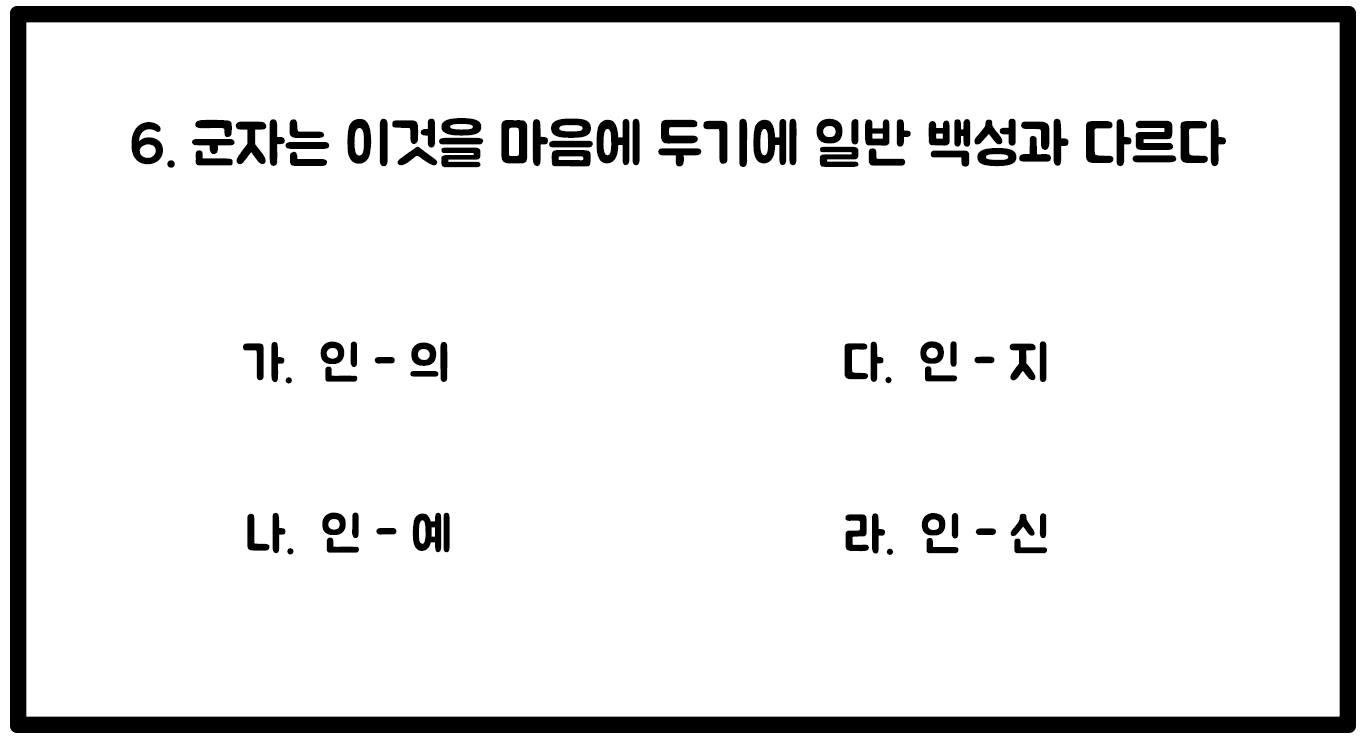 6. 군자는 이것을 마음에 두기에 일반 백성과 다르다
가. 인 - 의
다. 인 - 지
나. 인 - 예
라. 인 - 신